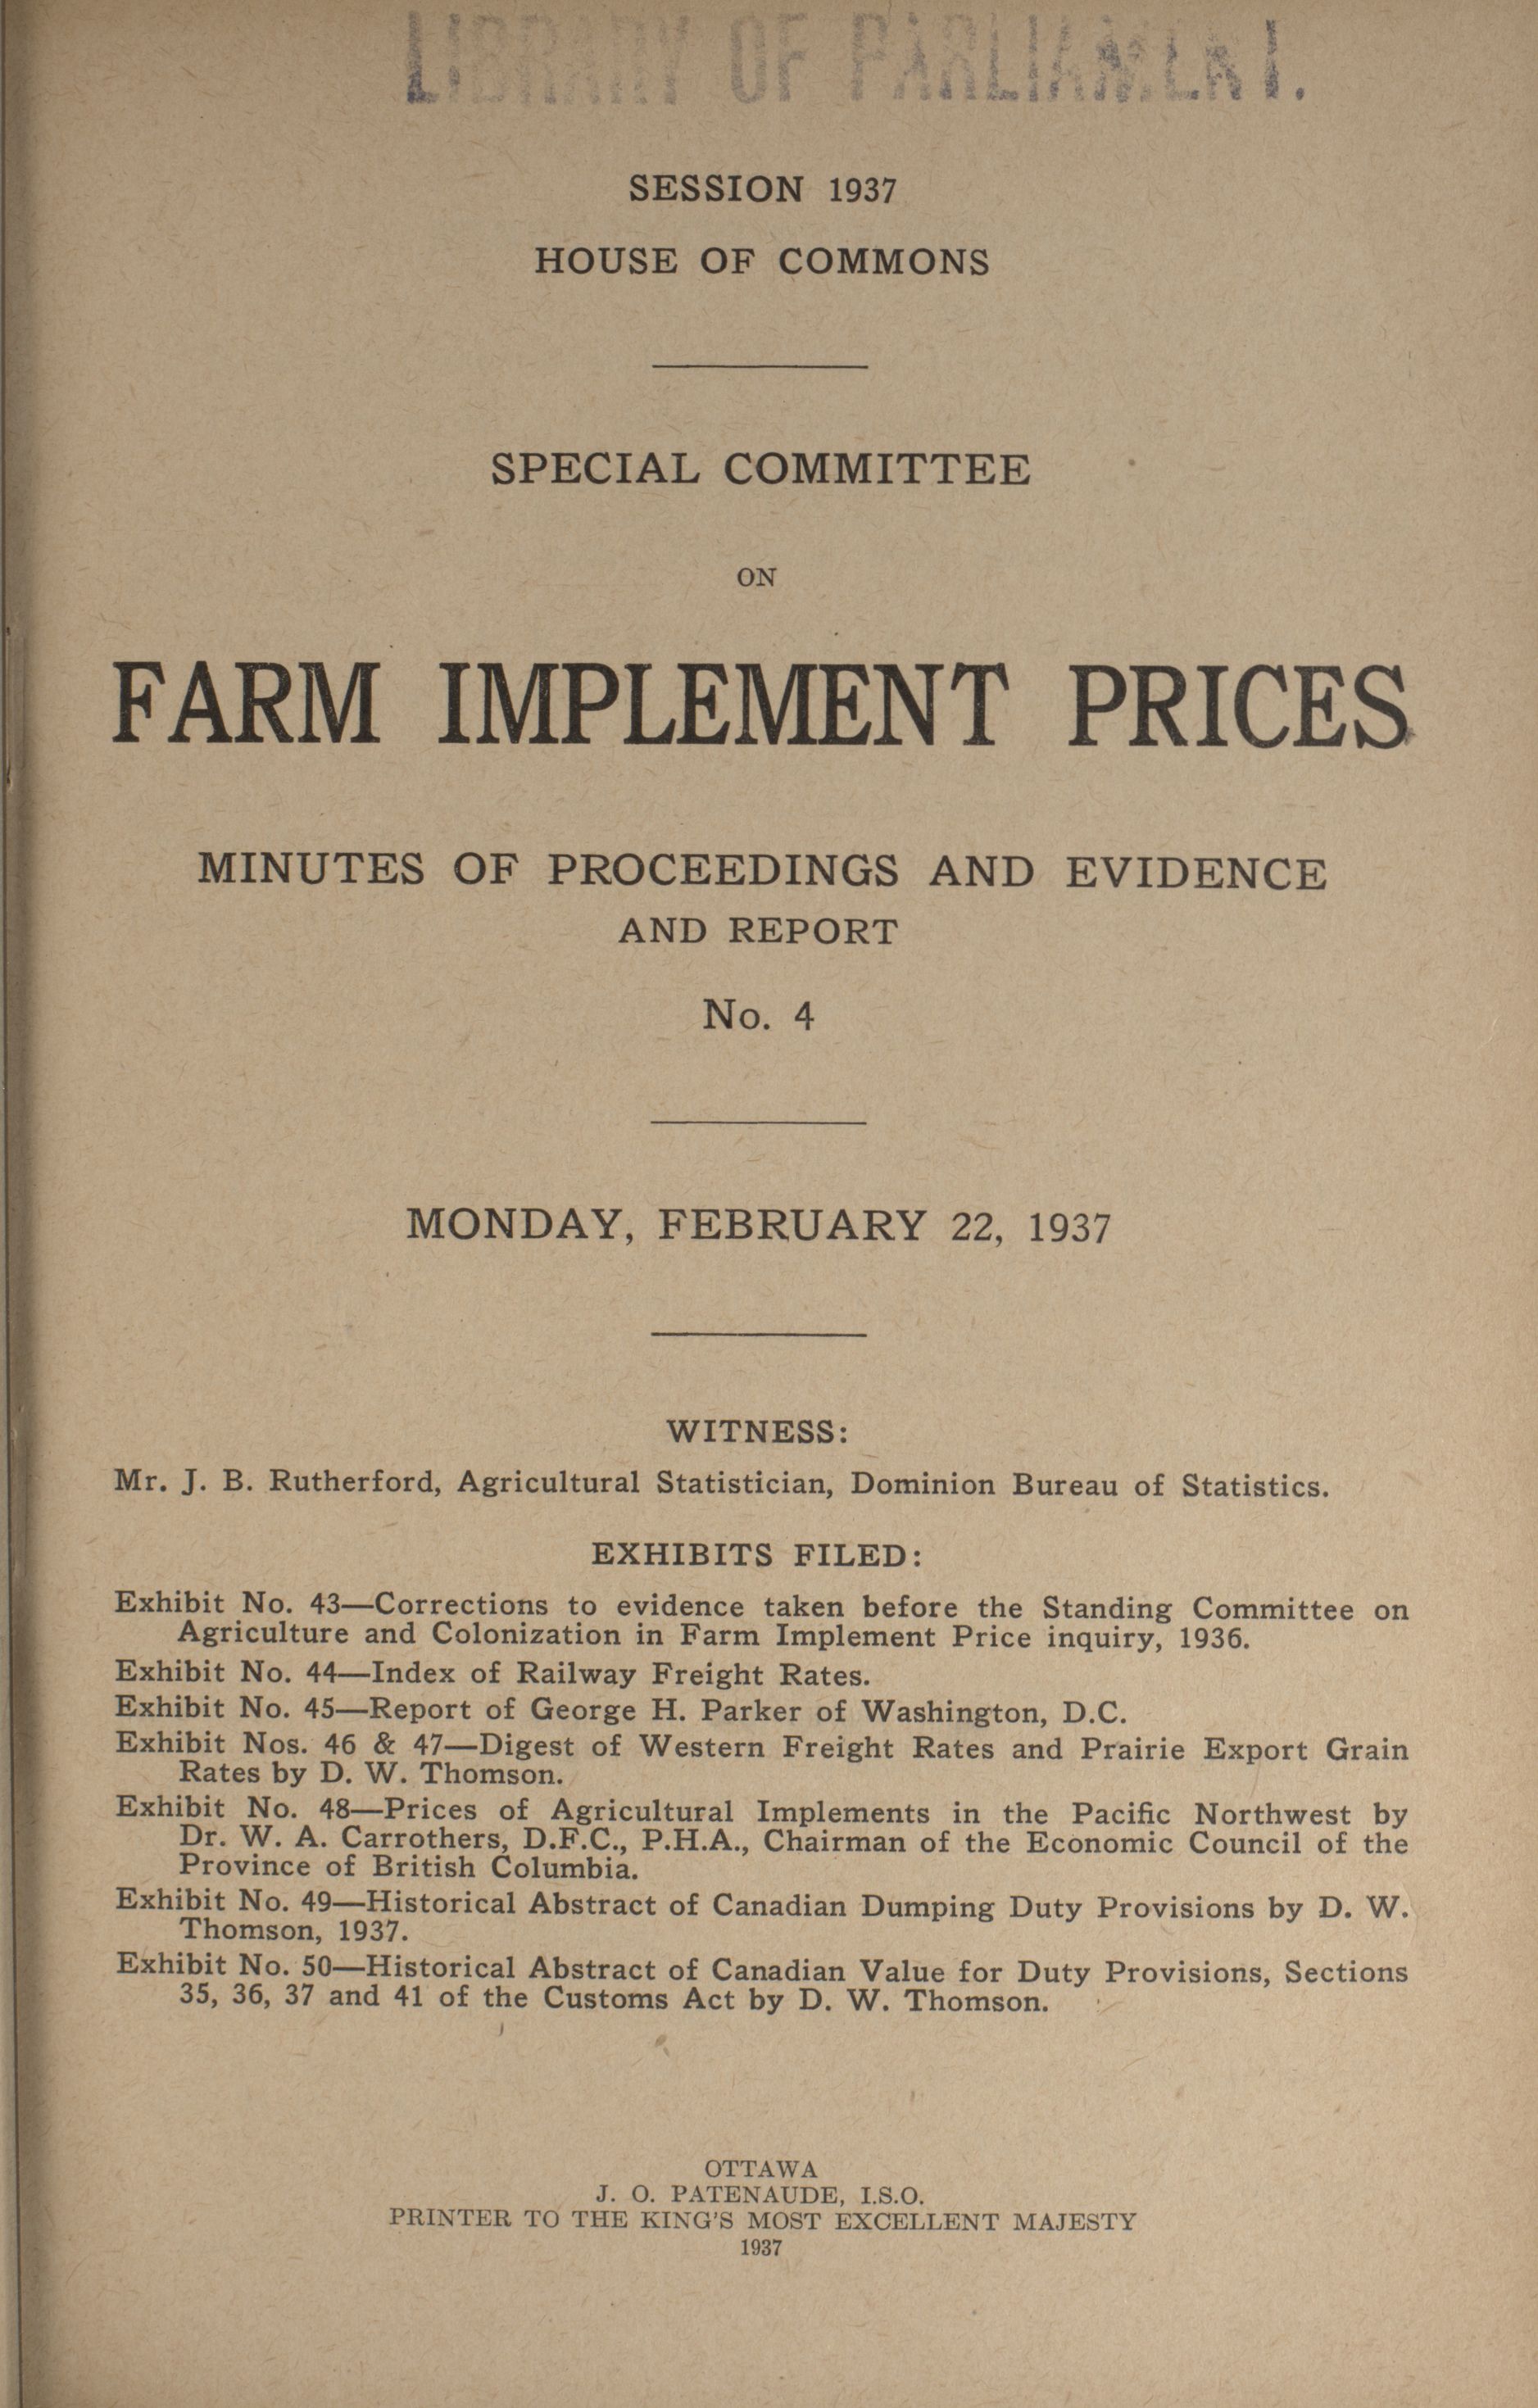 LIBRARY OF PARLIAMENT.
SESSION 1937
HOUSE OF COMMONS
SPECIAL COMMITTEE
ON
FARM IMPLEMENT PRICES
MINUTES OF PROCEEDINGS AND EVIDENCE
AND REPORT
No. 4
MONDAY, FEBRUARY 22, 1937
WITNESS:
Mr. J. B. Rutherford, Agricultural Statistician, Dominion Bureau of Statistics.
EXHIBITS FILED:
Exhibit No. 43—Corrections to evidence taken before the Standing Committee on
Agriculture and Colonization in Farm Implement Price inquiry, 1936.
Exhibit No. 44—Index of Railway Freight Rates.
Exhibit No. 45—Report of George H. Parker of Washington, D.C.
Exhibit Nos. 46 & 47—Digest of Western Freight Rates and Prairie Export Grain
Rates by D. W. Thomson.
Exhibit No. 48—Prices of Agricultural Implements in the Pacific Northwest by
Dr. W. A. Carrothers, D.F.C., P.H.A., Chairman of the Economic Council of the
Province of British Columbia.
Exhibit No. 49—Historical Abstract of Canadian Dumping Duty Provisions by D. W.
Thomson, 1937.
Exhibit No. 50—Historical Abstract of Canadian Value for Duty Provisions, Sections
35, 36, 37 and 41 of the Customs Act by D. W. Thomson.
OTTAWA
J. O. PATENAUDE, I.S.O.
PRINTER TO THE KING'S MOST EXCELLENT MAJESTY
1937